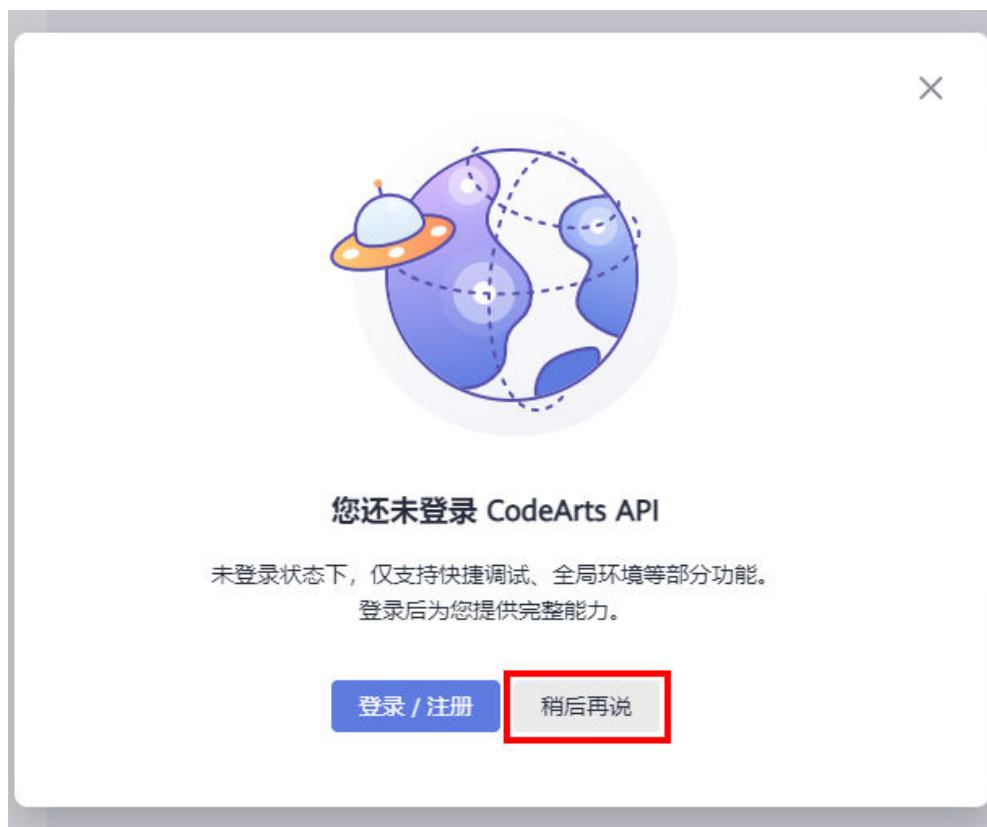 您还未登录 CodeArts API
未登录状态下，仅支持快捷调试、全局环境等部分功能。
登录后为您提供完整能力。
登录 / 注册
稍后再说